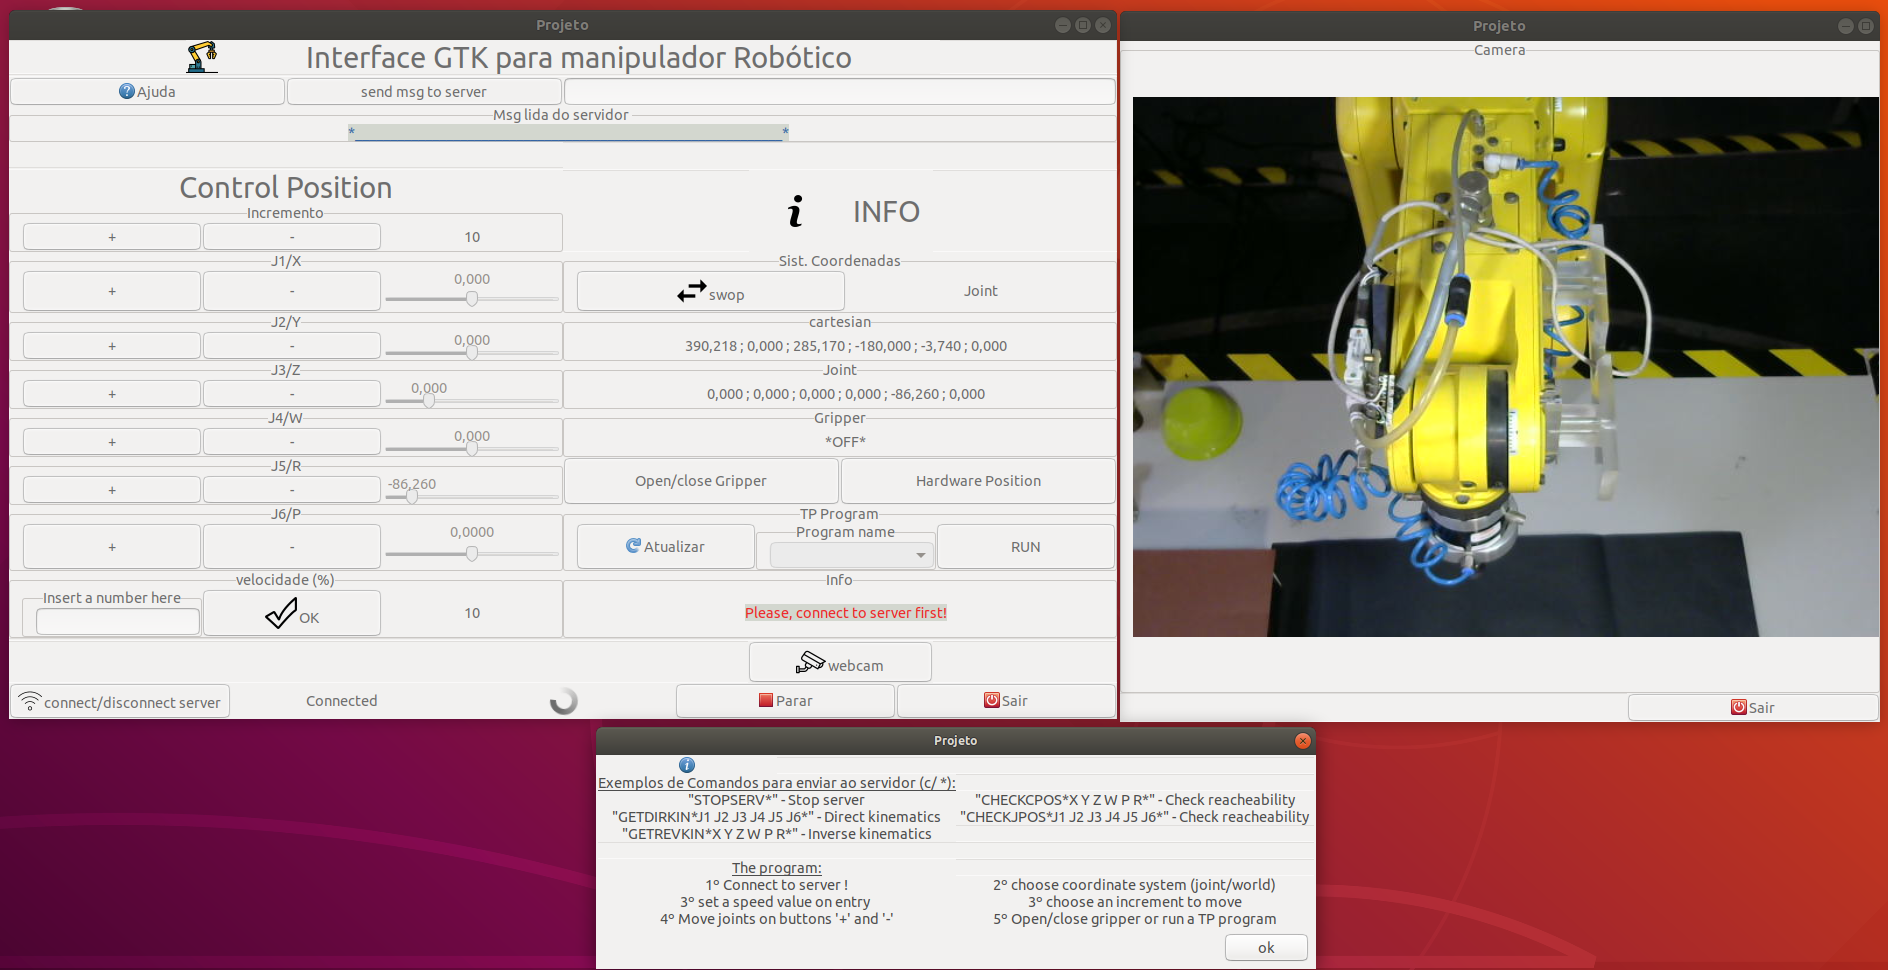 Projeto
Interface GTK para manipulador Robótico
Ajuda
send msg to server
Msg lida do servidor
* *
Control Position
INFO
Incremento
+ - 10
J1/X
+ - 0,000
J2/Y
+ - 0,000
J3/Z
+ - 0,000
J4/W
+ - 0,000
J5/R
+ - -86,260
J6/P
+ - 0,0000
velocidade (%)
Insert a number here
OK
10
Sist. Coordenadas
swop
Joint
cartesian
390,218 ; 0,000 ; 285,170 ; -180,000 ; -3,740 ; 0,000
Joint
0,000 ; 0,000 ; 0,000 ; 0,000 ; -86,260 ; 0,000
Gripper
*OFF*
Open/close Gripper
Hardware Position
TP Program
Atualizar
Program name
RUN
Info
Please, connect to server first!
webcam
connect/disconnect server
Connected
Parar
Sair
Projeto
Camera
Sair
Projeto
Exemplos de Comandos para enviar ao servidor (c/ *):
"STOPSERV*" - Stop server
"CHECKCPOS*X Y Z W P R*" - Check reacheability
"GETDIRKIN*J1 J2 J3 J4 J5 J6*" - Direct kinematics
"CHECKJPOS*J1 J2 J3 J4 J5 J6*" - Check reacheability
"GETREVKIN*X Y Z W P R*" - Inverse kinematics
The program:
1º Connect to server !
2º choose coordinate system (joint/world)
3º set a speed value on entry
3º choose an increment to move
4º Move joints on buttons '+' and '-'
5º Open/close gripper or run a TP program
ok